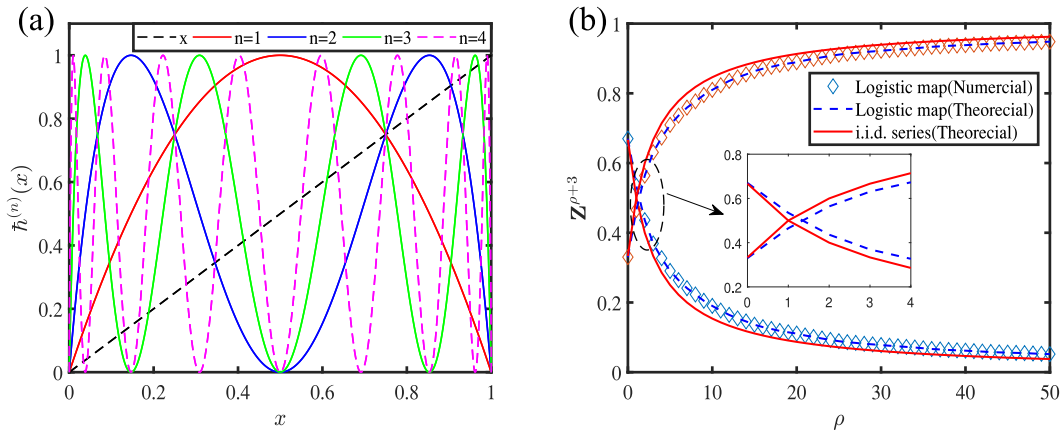 (a)
x n=1 n=2 n=3 n=4
1
0.8
0.6
0.4
0.2
0
ℏ̃⁽ⁿ⁾(x)
0 0.2 0.4 0.6 0.8 1
x
(b)
1
0.8
0.6
0.4
0.2
0
Z^{ρ+3}
Logistic map(Numercial)
Logistic map(Theorecial)
i.i.d. series(Theorecial)
0.8
0.6
0.4
0.2
0 1 2 3 4
0 10 20 30 40 50
ρ